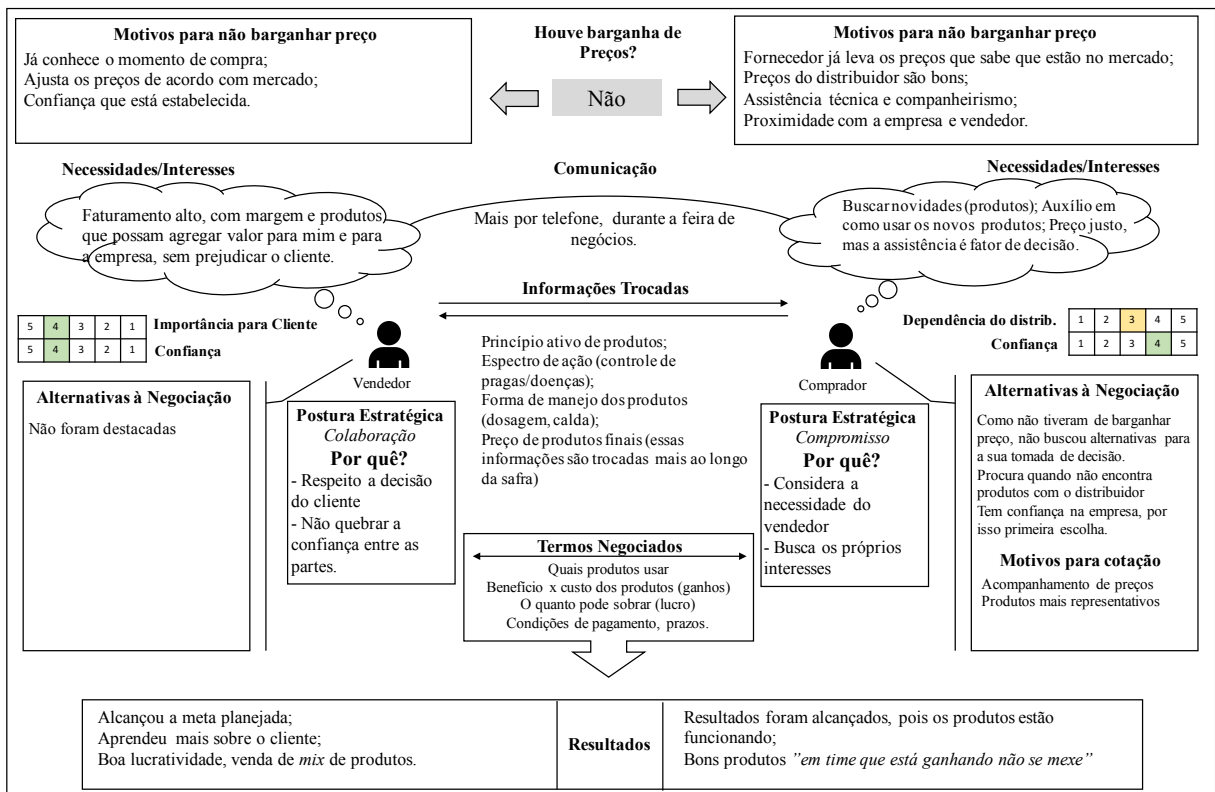 Motivos para não barganhar preço
Já conhece o momento de compra;
Ajusta os preços de acordo com mercado;
Confiança que está estabelecida.
Houve barganha de
Preços?
Não
Motivos para não barganhar preço
Fornecedor já leva os preços que sabe que estão no mercado;
Preços do distribuidor são bons;
Assistência técnica e companheirismo;
Proximidade com a empresa e vendedor.
Necessidades/Interesses
Faturamento alto, com margem e produtos
que possam agregar valor para mim e para
a empresa, sem prejudicar o cliente.
Comunicação
Mais por telefone, durante a feira de
negócios.
Necessidades/Interesses
Buscar novidades (produtos); Auxílio em
como usar os novos produtos; Preço justo,
mas a assistência é fator de decisão.
Informações Trocadas
5 4 3 2 1 Importância para Cliente
5 4 3 2 1 Confiança
Dependência do distrib. 1 2 3 4 5
Confiança 1 2 3 4 5
Vendedor
Comprador
Princípio ativo de produtos;
Espectro de ação (controle de
pragas/doenças);
Forma de manejo dos produtos
(dosagem, calda);
Preço de produtos finais (essas
informações são trocadas mais ao longo
da safra)
Alternativas à Negociação
Não foram destacadas
Postura Estratégica
Colaboração
Por quê?
- Respeito a decisão
do cliente
- Não quebrar a
confiança entre as
partes.
Postura Estratégica
Compromisso
Por quê?
- Considera a
necessidade do
vendedor
- Busca os próprios
interesses
Alternativas à Negociação
Como não tiveram de barganhar
preço, não buscou alternativas para
a sua tomada de decisão.
Procura quando não encontra
produtos com o distribuidor
Tem confiança na empresa, por
isso primeira escolha.
Motivos para cotação
Acompanhamento de preços
Produtos mais representativos
Termos Negociados
Quais produtos usar
Benefício x custo dos produtos (ganhos)
O quanto pode sobrar (lucro)
Condições de pagamento, prazos.
Alcançou a meta planejada;
Aprendeu mais sobre o cliente;
Boa lucratividade, venda de mix de produtos.
Resultados
Resultados foram alcançados, pois os produtos estão
funcionando;
Bons produtos ”em time que está ganhando não se mexe”